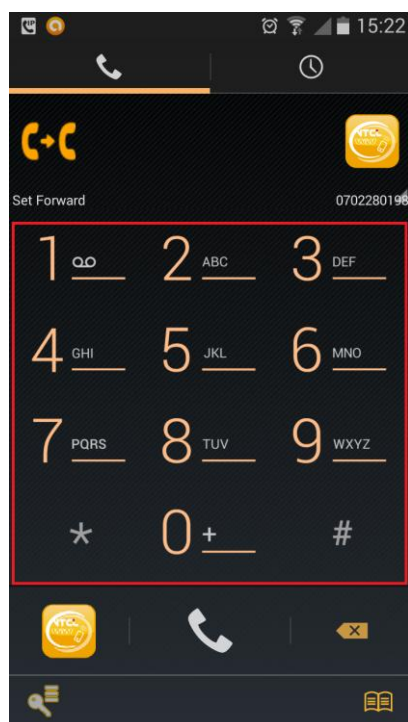 15:22
Set Forward
0702280198
1
2 ABC
3 DEF
4 GHI
5 JKL
6 MNO
7 PQRS
8 TUV
9 WXYZ
*
0 +
#